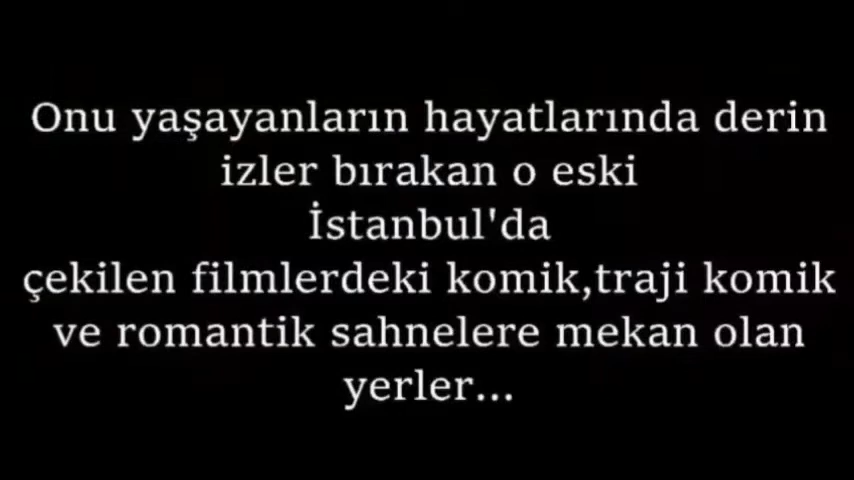 Onu yaşayanların hayatlarında derin
izler bırakan o eski
İstanbul'da
çekilen filmlerdeki komik,traji komik
ve romantik sahnelere mekan olan
yerler...